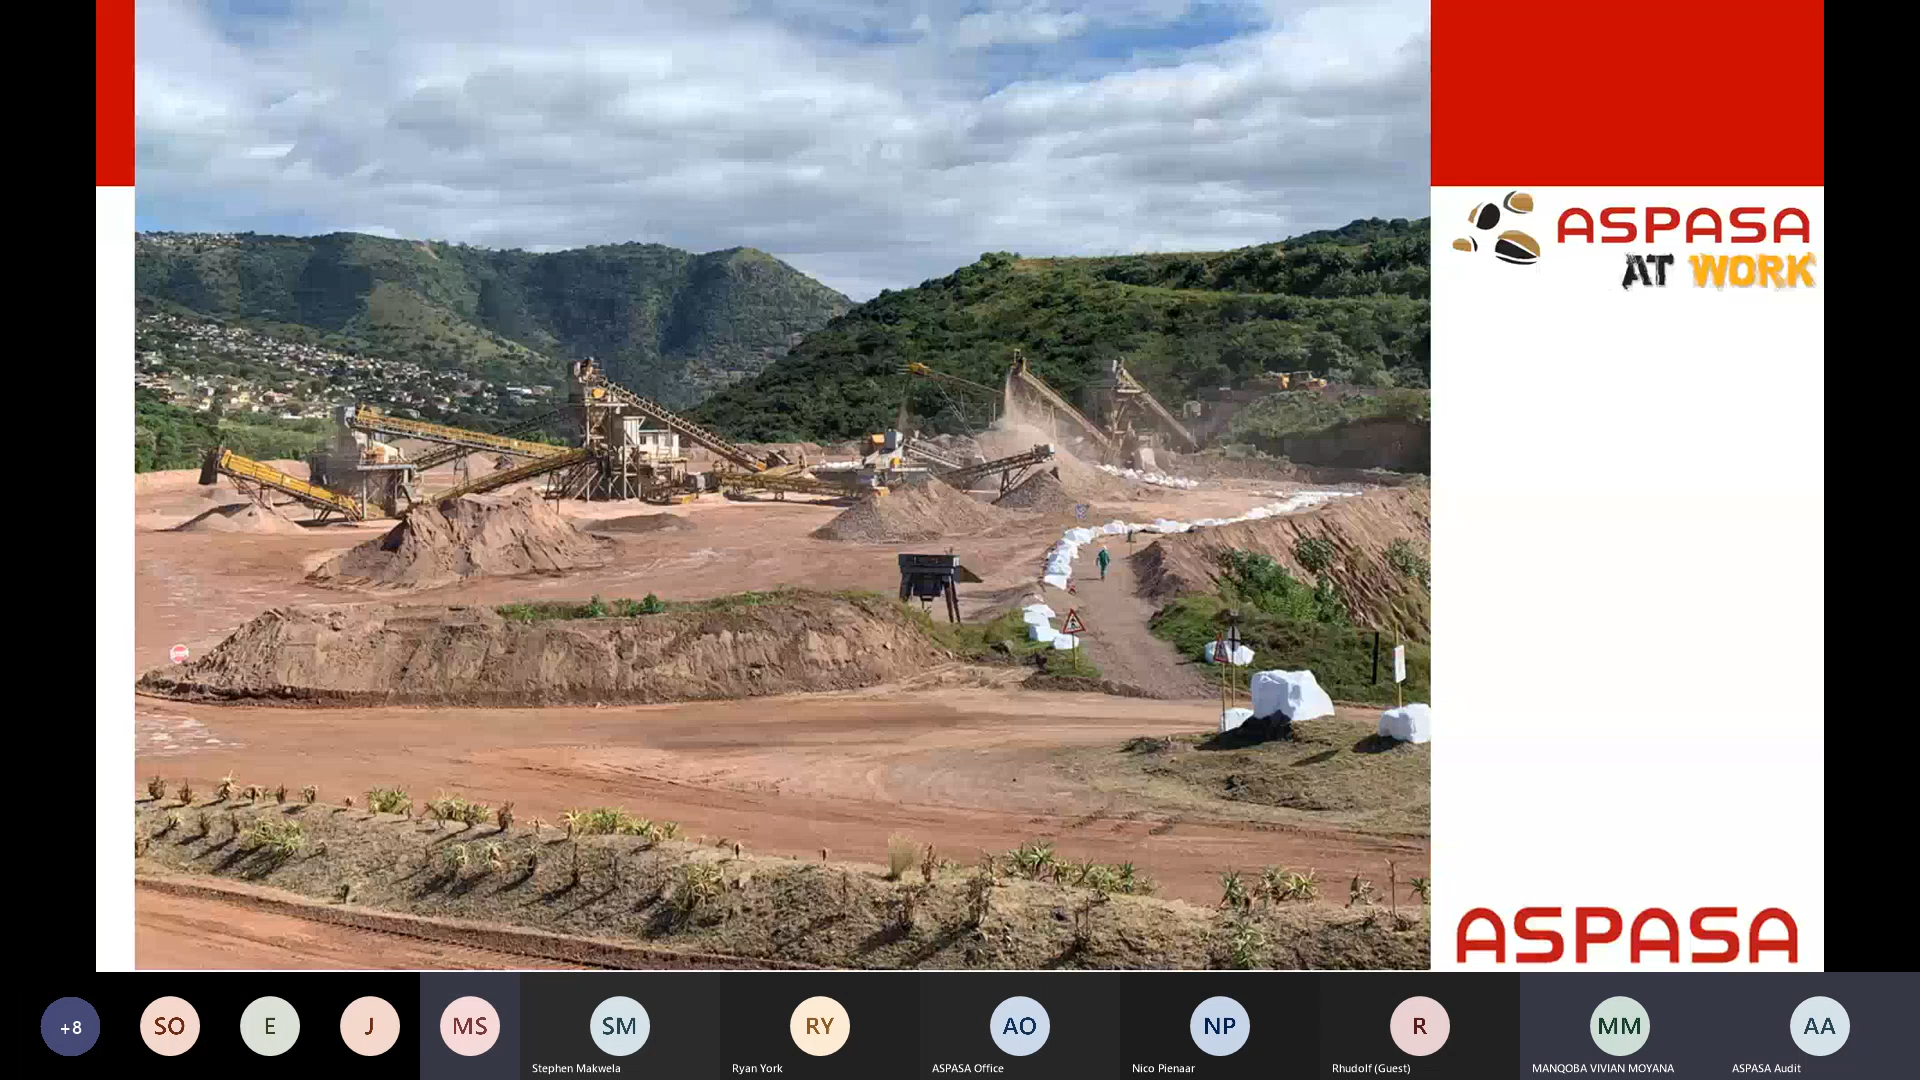 ASPASA
AT WORK
ASPASA
+8
SO
E
J
MS
SM
RY
AO
NP
R
MM
AA
Stephen Makwela
Ryan York
ASPASA Office
Nico Pienaar
Rhudolf (Guest)
MANQOBA VIVIAN MOYANA
ASPASA Audit